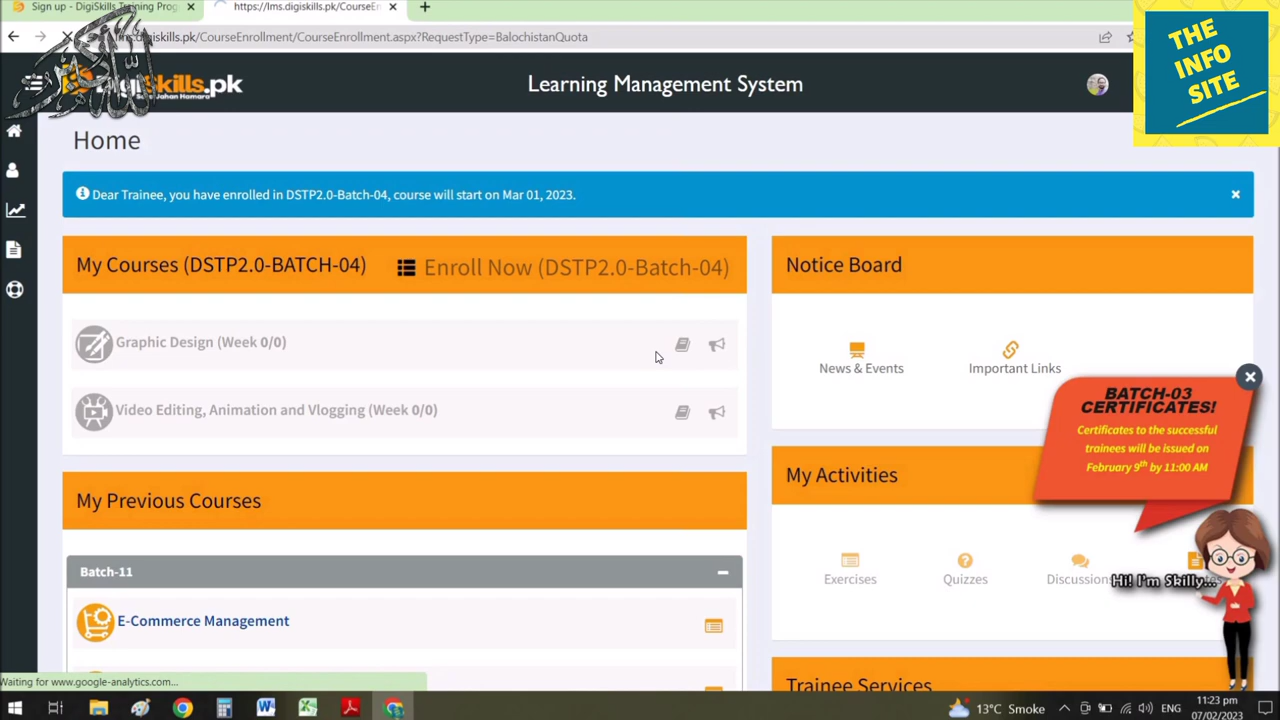 Sign up - DigiSkills Training Prog
https://lms.digiskills.pk/CourseEn
lms.digiskills.pk/CourseEnrollment/CourseEnrollment.aspx?RequestType=BalochistanQuota
THE
INFO
SITE
DigiSkills.pk
Learning Management System
Home
Dear Trainee, you have enrolled in DSTP2.0-Batch-04, course will start on Mar 01, 2023.
My Courses (DSTP2.0-BATCH-04)
Enroll Now (DSTP2.0-Batch-04)
Notice Board
Graphic Design (Week 0/0)
News & Events
Important Links
Video Editing, Animation and Vlogging (Week 0/0)
BATCH-03
CERTIFICATES!
Certificates to the successful
trainees will be issued on
February 9th by 11:00 AM
My Previous Courses
My Activities
Batch-11
Exercises
Quizzes
Discussions
Hi! I'm Skilly...
E-Commerce Management
Trainee Services
Waiting for www.google-analytics.com...
13°C Smoke
ENG
11:23 pm
07/02/2023